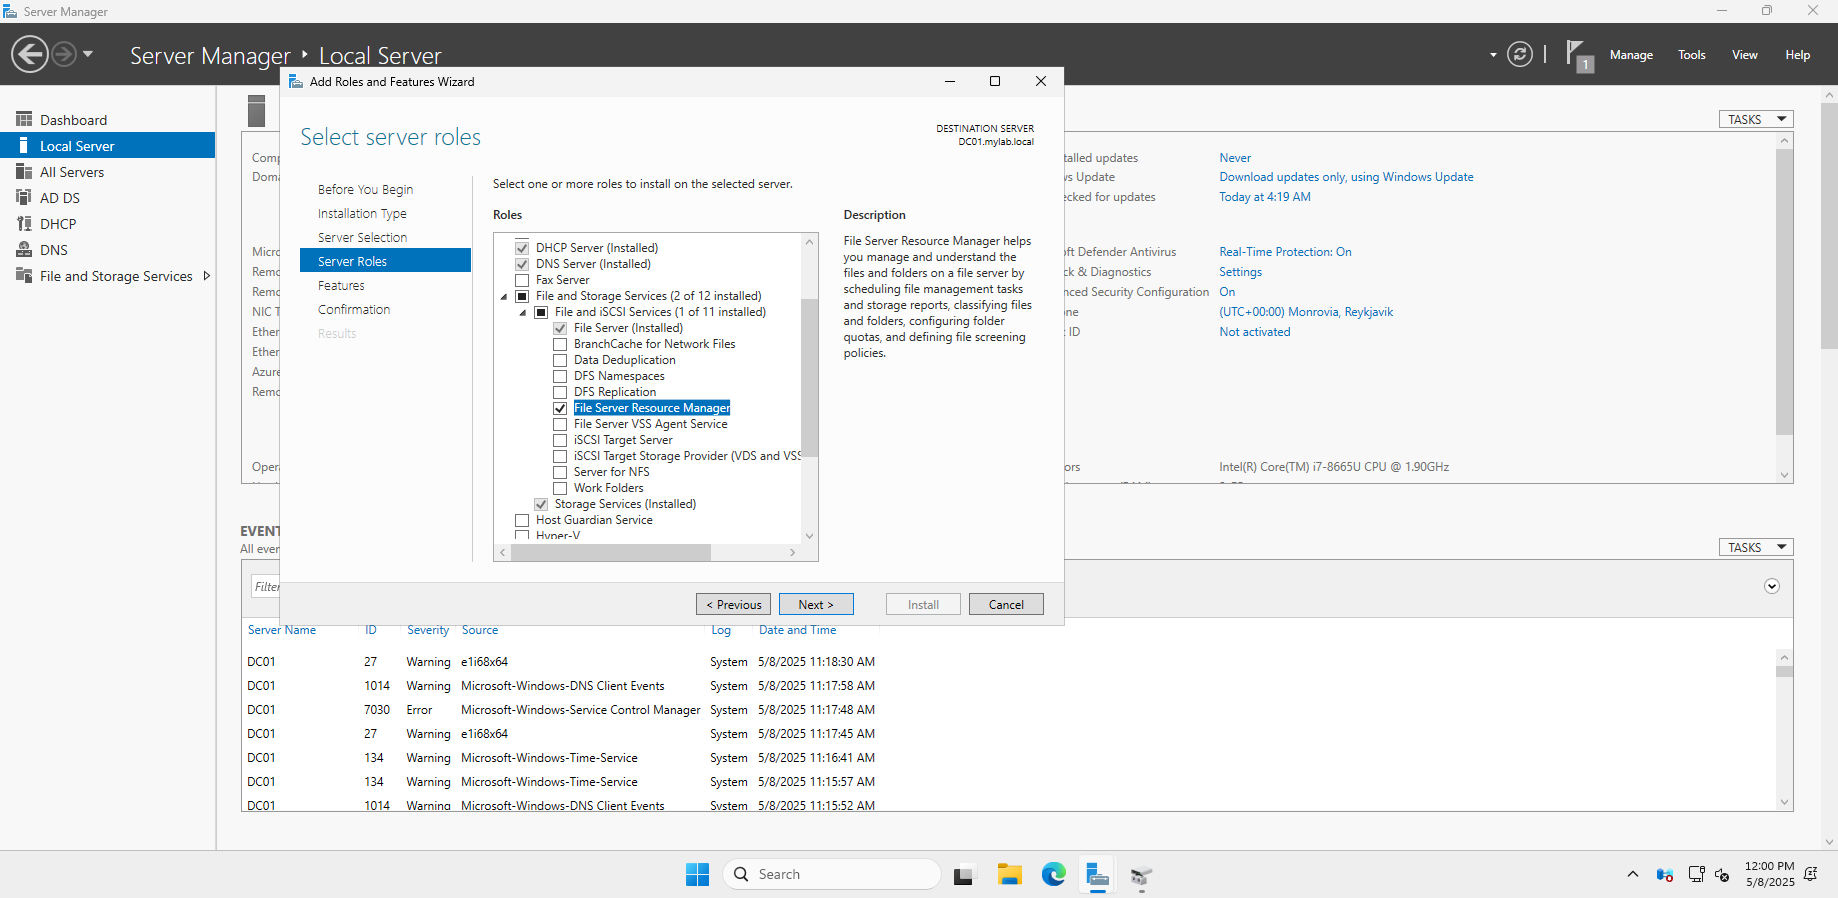 Server Manager
Server Manager ‣ Local Server
1
Manage
Tools
View
Help
Dashboard
Local Server
All Servers
AD DS
DHCP
DNS
File and Storage Services
Add Roles and Features Wizard
Select server roles
DESTINATION SERVER
DC01.mylab.local
Before You Begin
Installation Type
Server Selection
Server Roles
Features
Confirmation
Results
Select one or more roles to install on the selected server.
Roles
DHCP Server (Installed)
DNS Server (Installed)
Fax Server
File and Storage Services (2 of 12 installed)
File and iSCSI Services (1 of 11 installed)
File Server (Installed)
BranchCache for Network Files
Data Deduplication
DFS Namespaces
DFS Replication
File Server Resource Manager
File Server VSS Agent Service
iSCSI Target Server
iSCSI Target Storage Provider (VDS and VSS
Server for NFS
Work Folders
Storage Services (Installed)
Host Guardian Service
Hyper-V
Description
File Server Resource Manager helps
you manage and understand the
files and folders on a file server by
scheduling file management tasks
and storage reports, classifying files
and folders, configuring folder
quotas, and defining file screening
policies.
< Previous
Next >
Install
Cancel
TASKS
Comp
Doma
Micro
Remo
Remo
NIC T
Ether
Ether
Azure
Remo
Opera
talled updates
Never
vs Update
Download updates only, using Windows Update
cked for updates
Today at 4:19 AM
oft Defender Antivirus
Real-Time Protection: On
ck & Diagnostics
Settings
nced Security Configuration
On
ne
(UTC+00:00) Monrovia, Reykjavik
ID
Not activated
ors
Intel(R) Core(TM) i7-8665U CPU @ 1.90GHz
EVENT
All even
TASKS
Filter
Server Name ID Severity Source Log Date and Time
DC01 27 Warning e1i68x64 System 5/8/2025 11:18:30 AM
DC01 1014 Warning Microsoft-Windows-DNS Client Events System 5/8/2025 11:17:58 AM
DC01 7030 Error Microsoft-Windows-Service Control Manager System 5/8/2025 11:17:48 AM
DC01 27 Warning e1i68x64 System 5/8/2025 11:17:45 AM
DC01 134 Warning Microsoft-Windows-Time-Service System 5/8/2025 11:16:41 AM
DC01 134 Warning Microsoft-Windows-Time-Service System 5/8/2025 11:15:57 AM
DC01 1014 Warning Microsoft-Windows-DNS Client Events System 5/8/2025 11:15:52 AM
Search
12:00 PM
5/8/2025